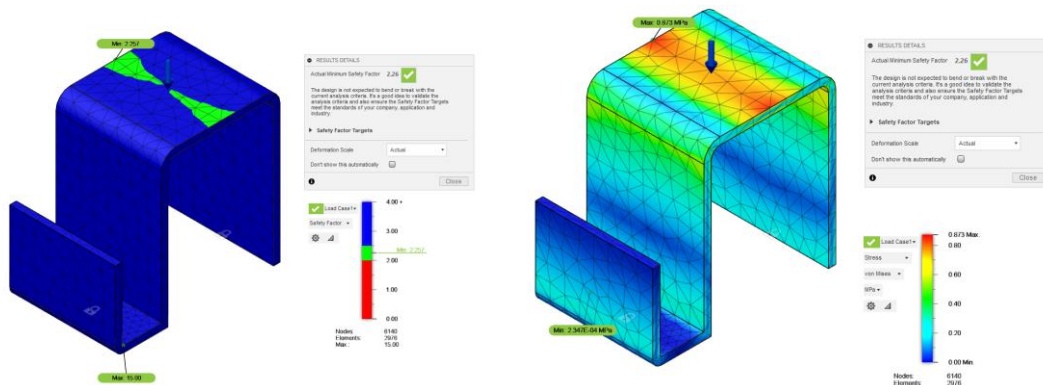 Min: 2.257
RESULTS DETAILS
Actual Minimum Safety Factor 2.26
The design is not expected to bend or break with the
current analysis criteria. It's a good idea to validate the
analysis criteria and also ensure the Safety Factor Targets
meet the standards of your company, application and
industry.
Safety Factor Targets
Deformation Scale Actual
Don't show this automatically
Close
Load Case1
Safety Factor
4.00 +
3.00
Min: 2.257
2.00
1.00
0.00
Nodes: 6140
Elements: 2976
Max: 15.00
Max: 15.00
Max: 0.873 MPa
RESULTS DETAILS
Actual Minimum Safety Factor 2.26
The design is not expected to bend or break with the
current analysis criteria. It's a good idea to validate the
analysis criteria and also ensure the Safety Factor Targets
meet the standards of your company, application and
industry.
Safety Factor Targets
Deformation Scale Actual
Don't show this automatically
Close
Load Case1
Stress
von Mises
MPa
0.873 Max.
0.80
0.60
0.40
0.20
0.00 Min.
Min: 2.347E-04 MPa
Nodes: 6140
Elements: 2976